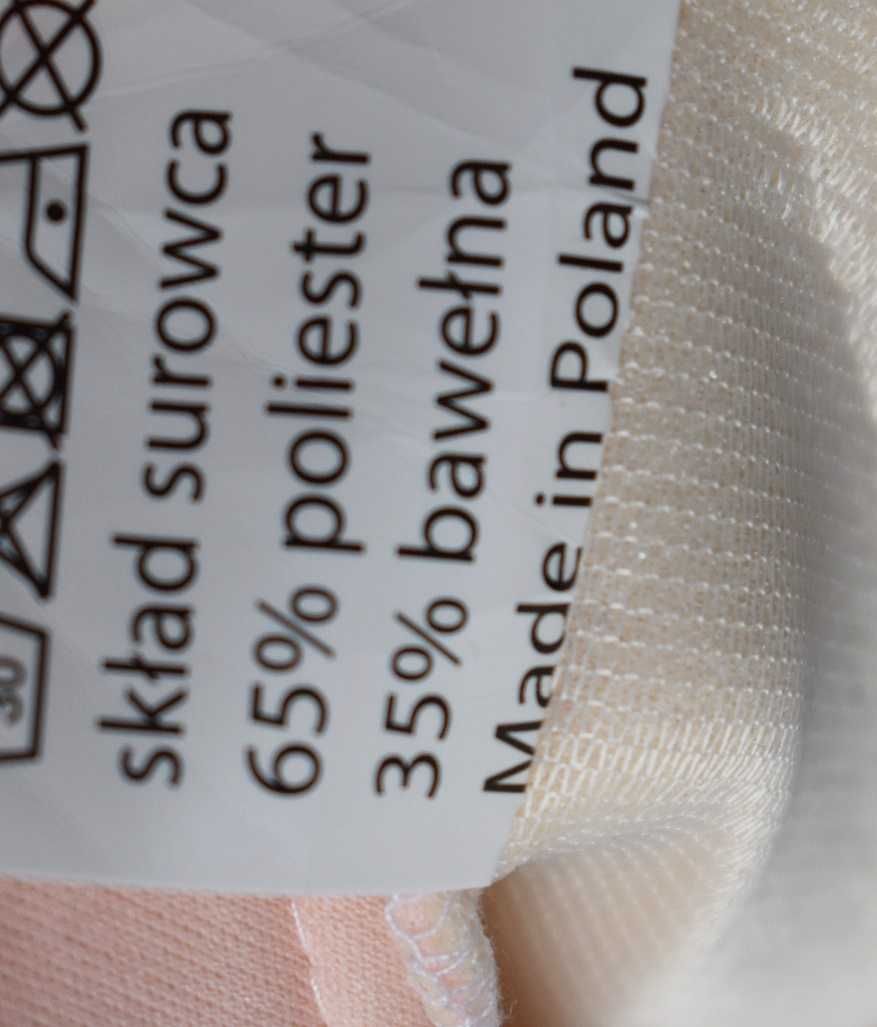 30
skład surowca
65% poliester
35% bawełna
Made in Poland